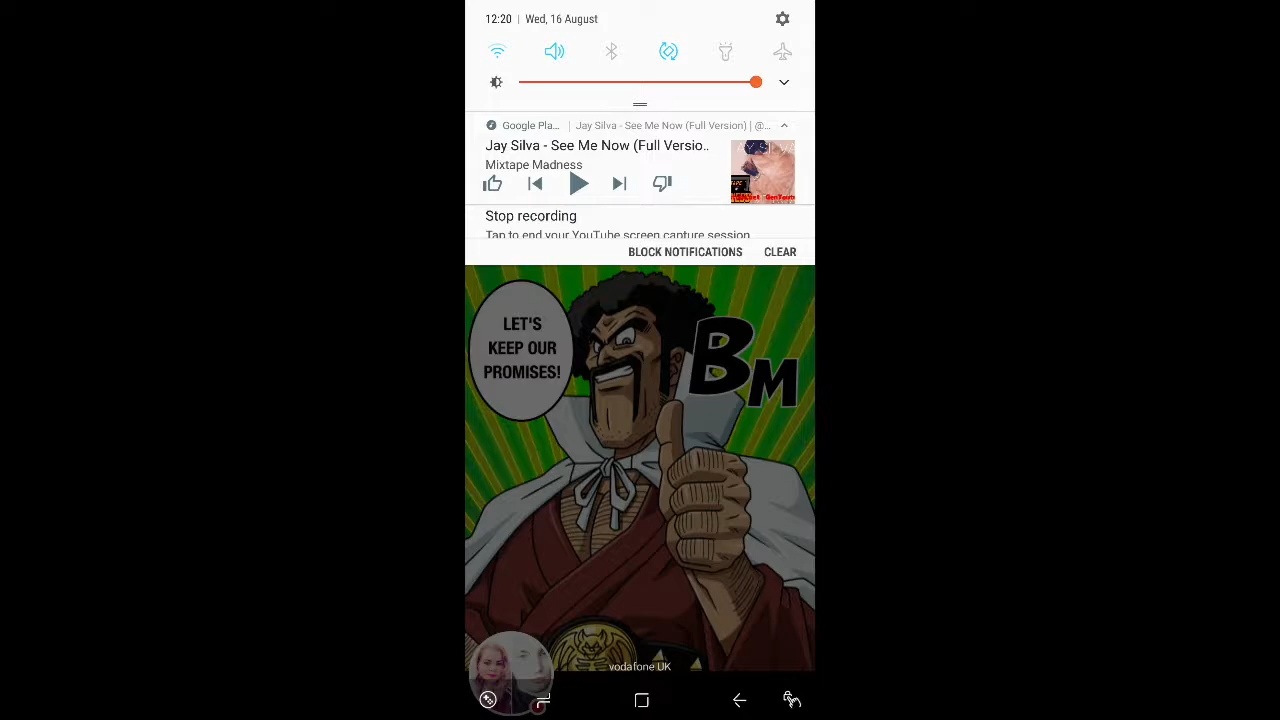 12:20 | Wed, 16 August
Google Pla... | Jay Silva - See Me Now (Full Version) | @...
Jay Silva - See Me Now (Full Versio..
Mixtape Madness
Stop recording
Tap to end your YouTube screen capture session
BLOCK NOTIFICATIONS CLEAR
LET'S
KEEP OUR
PROMISES!
BM
vodafone UK